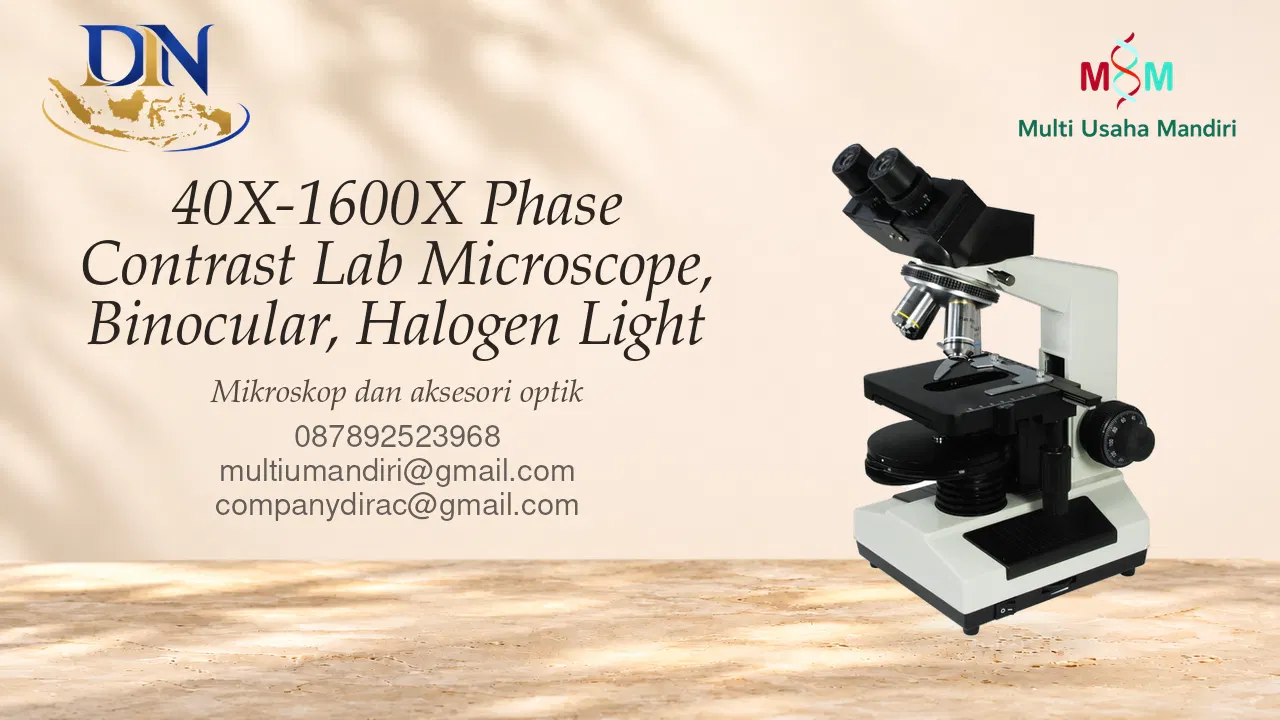 DIN
M M
Multi Usaha Mandiri
40X-1600X Phase
Contrast Lab Microscope,
Binocular, Halogen Light
Mikroskop dan aksesori optik
087892523968
multiumandiri@gmail.com
companydirac@gmail.com